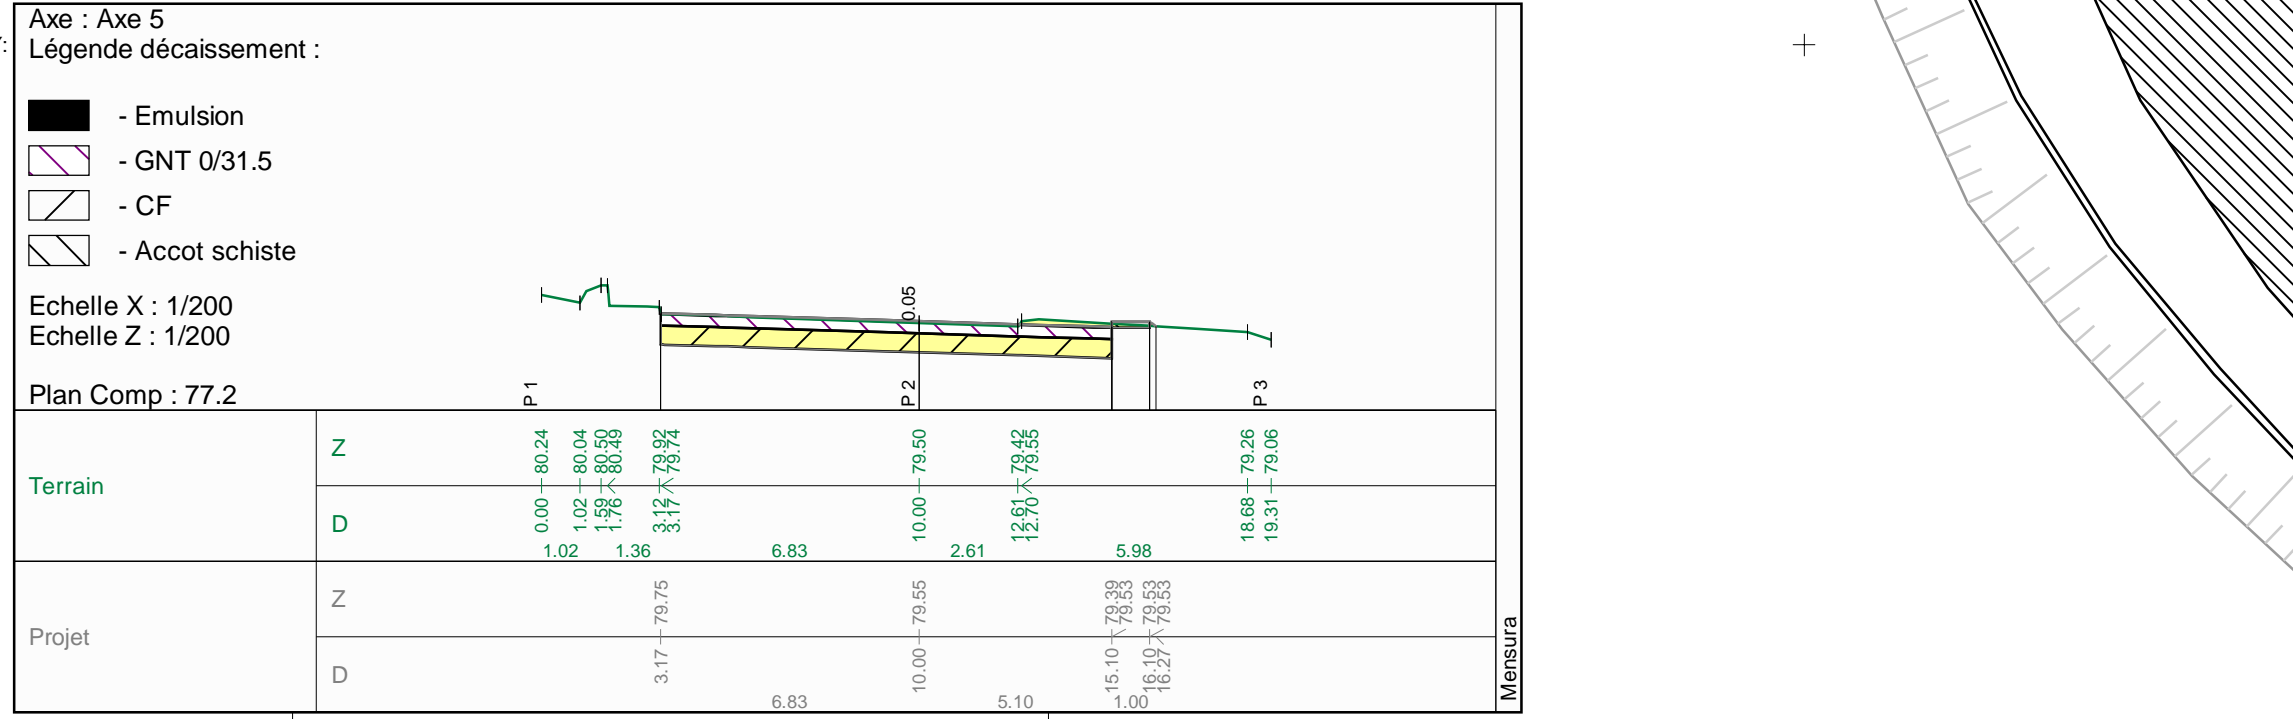 Axe : Axe 5
Légende décaissement :
- Emulsion
- GNT 0/31.5
- CF
- Accot schiste
Echelle X : 1/200
Echelle Z : 1/200
Plan Comp : 77.2
0.05
P 1
P 2
P 3
Terrain
Z
80.24 80.04 80.50 80.49 79.92 79.74 79.50 79.42 79.55 79.26 79.06
D
0.00 1.02 1.59 1.76 3.12 3.17 10.00 12.61 12.70 18.68 19.31
1.02 1.36 6.83 2.61 5.98
Projet
Z
79.75 79.55 79.39 79.53 79.53 79.53
D
3.17 10.00 15.10 16.10 16.27
6.83 5.10 1.00
Mensura